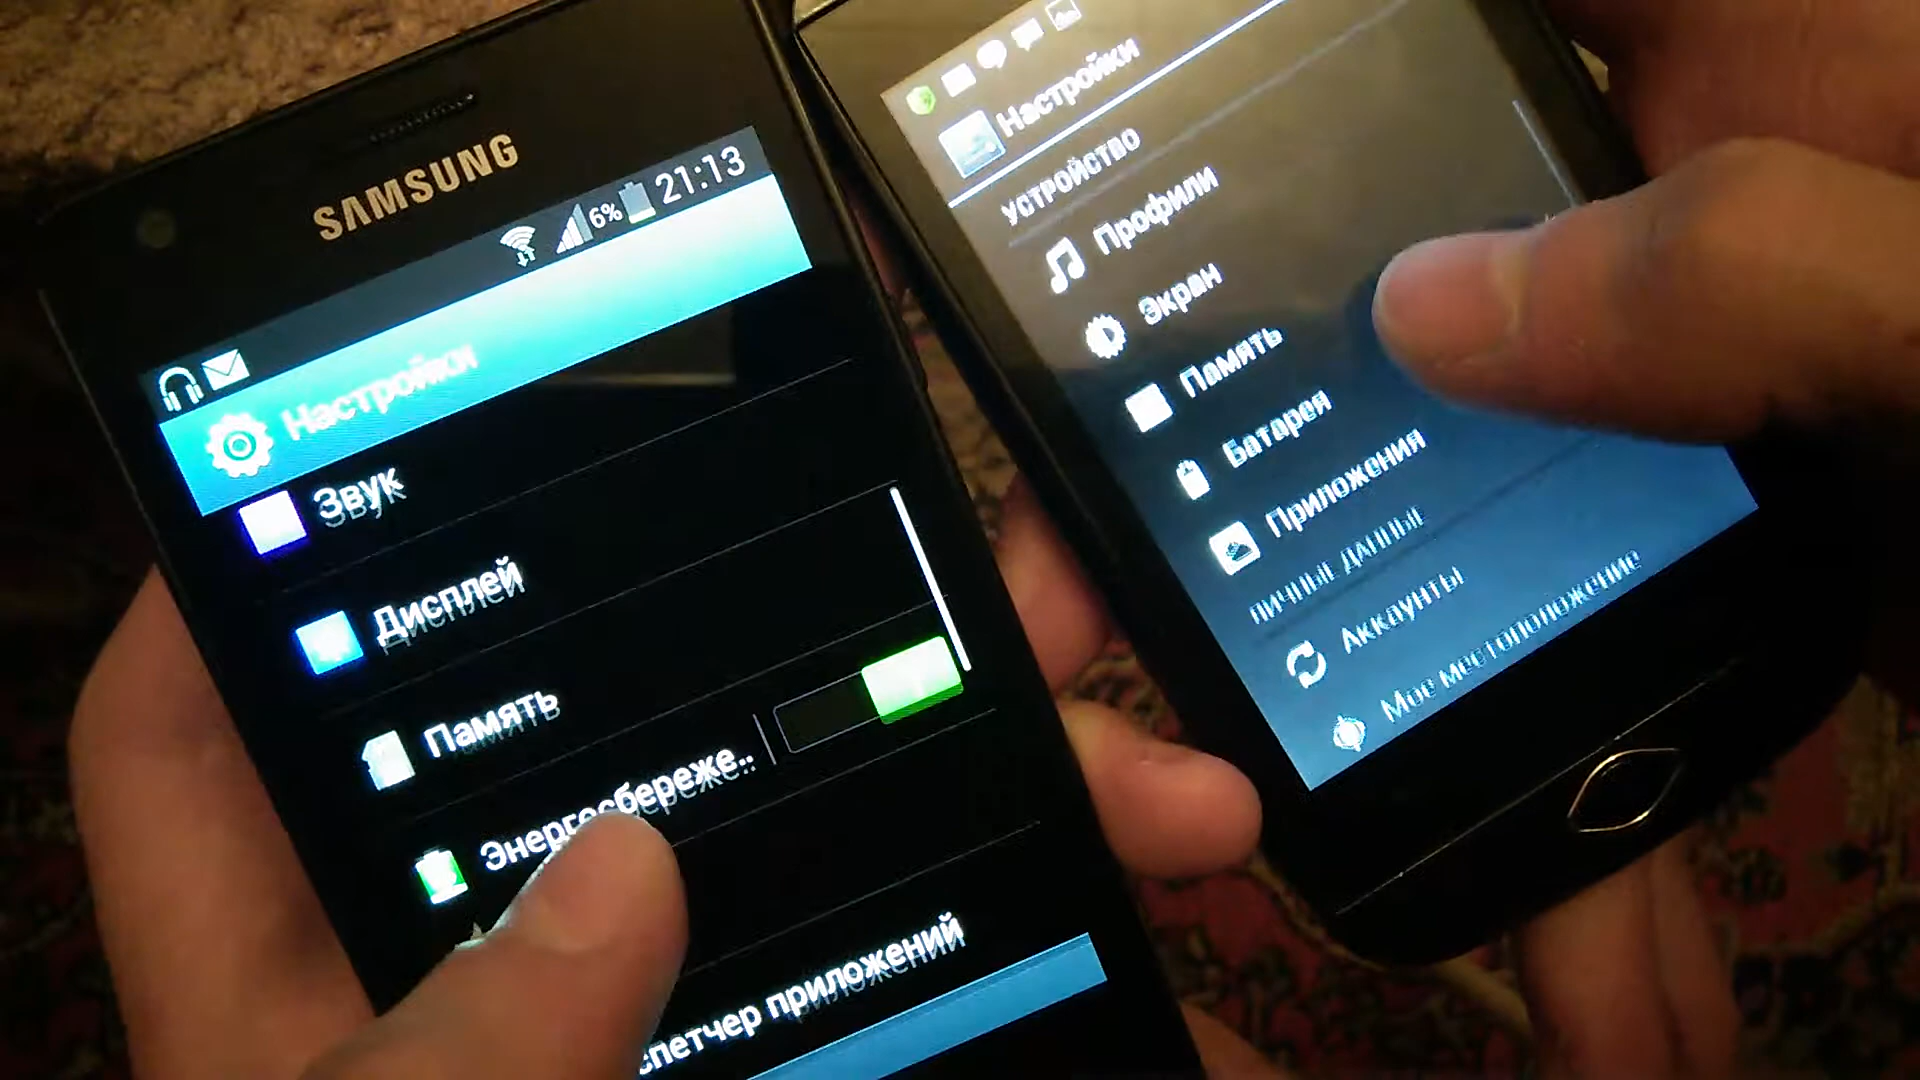 SAMSUNG
6% 21:13
Настройки
Звук
Дисплей
Память
Энергосбереже..
спетчер приложений
Настройки
УСТРОЙСТВО
Профили
Экран
Память
Батарея
Приложения
ЛИЧНЫЕ ДАННЫЕ
Аккаунты
Мое местоположение